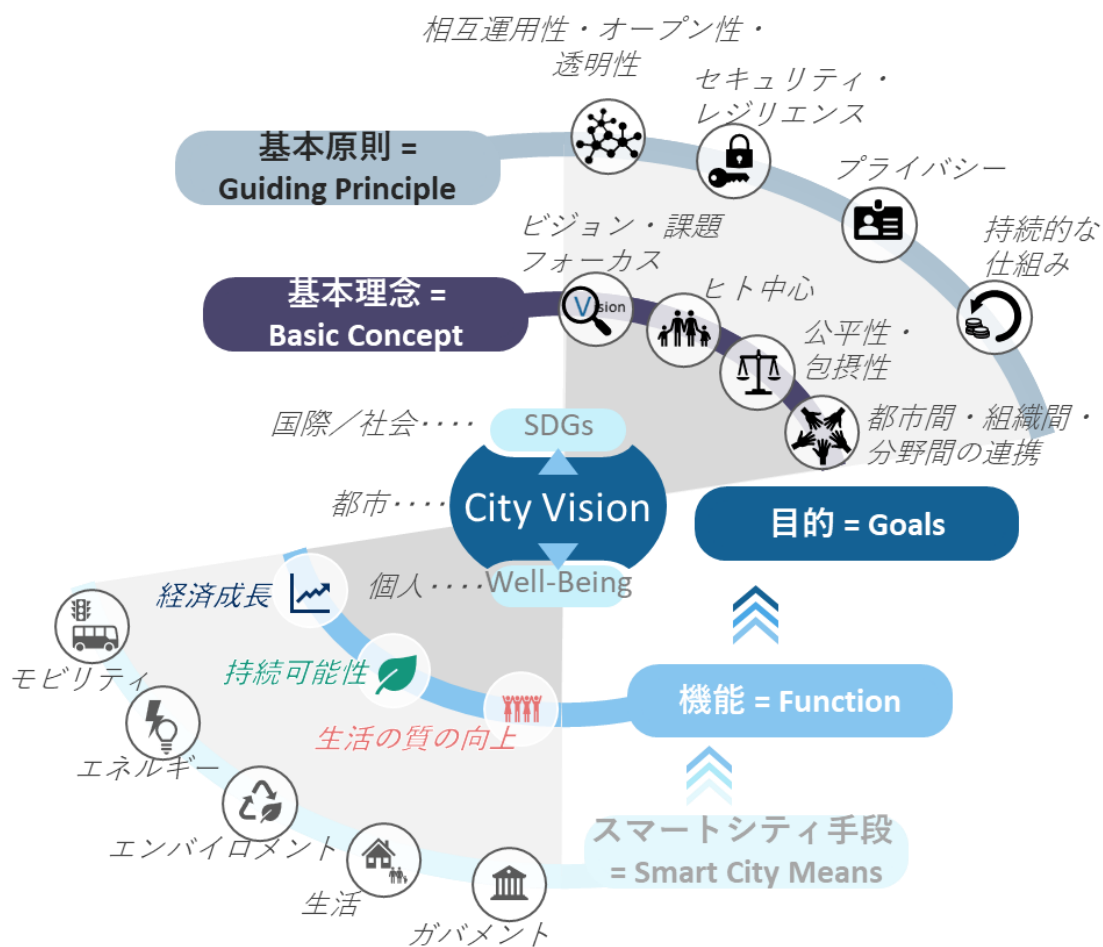 相互運用性・オープン性・
透明性
セキュリティ・
レジリエンス
基本原則 =
Guiding Principle
プライバシー
持続的な
仕組み
ビジョン・課題
フォーカス
基本理念 =
Basic Concept
Vision
ヒト中心
公平性・
包摂性
都市間・組織間・
分野間の連携
国際／社会････
SDGs
都市････
City Vision
目的 = Goals
個人････
Well-Being
経済成長
モビリティ
持続可能性
機能 = Function
生活の質の向上
エネルギー
スマートシティ手段
= Smart City Means
エンバイロメント
生活
ガバメント